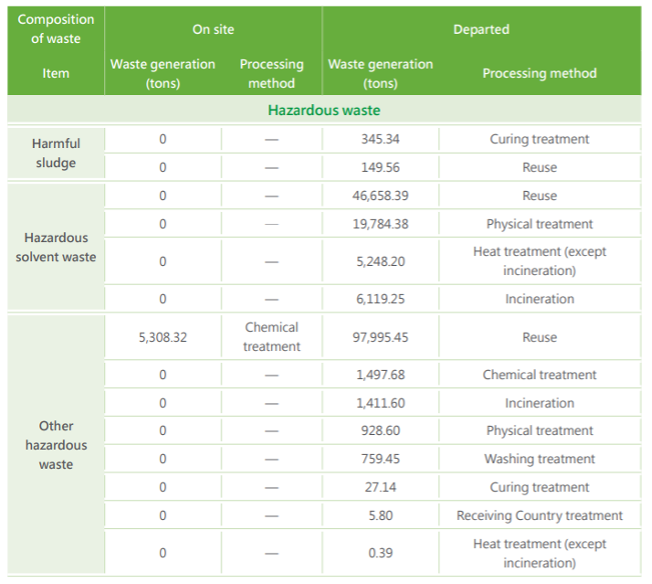 Composition of waste On site Departed
Item Waste generation (tons) Processing method Waste generation (tons) Processing method
Hazardous waste
Harmful sludge 0 — 345.34 Curing treatment
0 — 149.56 Reuse
Hazardous solvent waste 0 — 46,658.39 Reuse
0 — 19,784.38 Physical treatment
0 — 5,248.20 Heat treatment (except incineration)
0 — 6,119.25 Incineration
Other hazardous waste 5,308.32 Chemical treatment 97,995.45 Reuse
0 — 1,497.68 Chemical treatment
0 — 1,411.60 Incineration
0 — 928.60 Physical treatment
0 — 759.45 Washing treatment
0 — 27.14 Curing treatment
0 — 5.80 Receiving Country treatment
0 — 0.39 Heat treatment (except incineration)